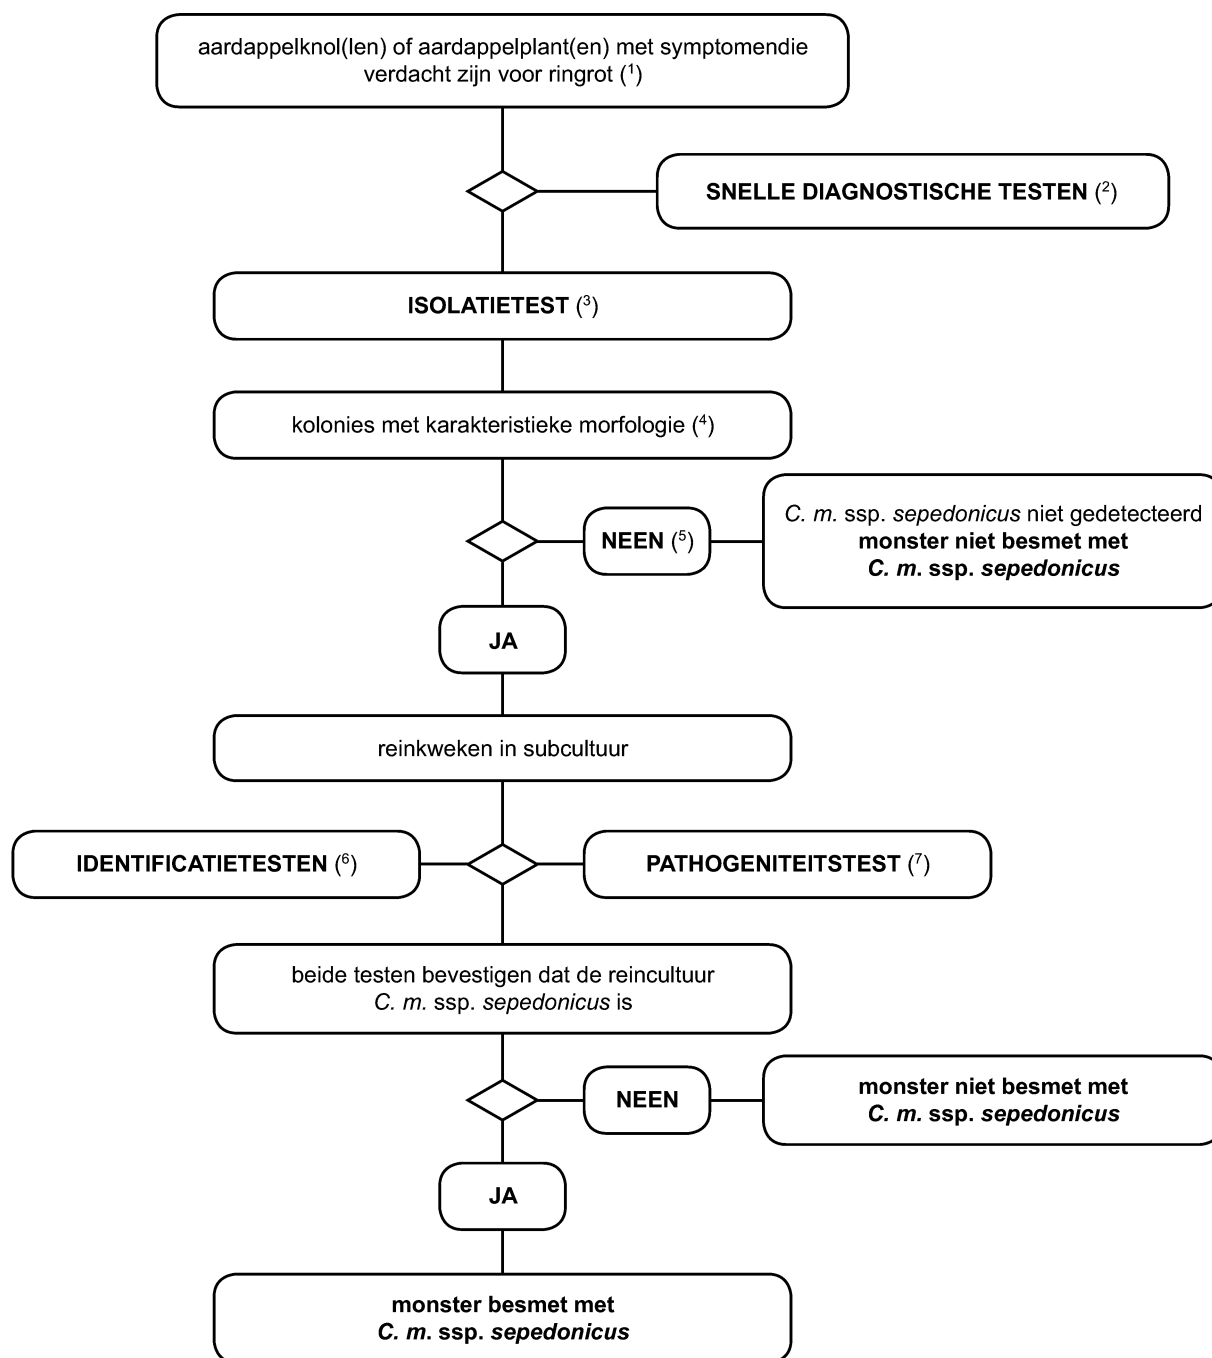 aardappelknol(len) of aardappelplant(en) met symptomendie
verdacht zijn voor ringrot (¹)
SNELLE DIAGNOSTISCHE TESTEN (²)
ISOLATIETEST (³)
kolonies met karakteristieke morfologie (⁴)
NEEN (⁵)
C. m. ssp. sepedonicus niet gedetecteerd
monster niet besmet met
C. m. ssp. sepedonicus
JA
reinkweken in subcultuur
IDENTIFICATIETESTEN (⁶)
PATHOGENITEITSTEST (⁷)
beide testen bevestigen dat de reincultuur
C. m. ssp. sepedonicus is
NEEN
monster niet besmet met
C. m. ssp. sepedonicus
JA
monster besmet met
C. m. ssp. sepedonicus